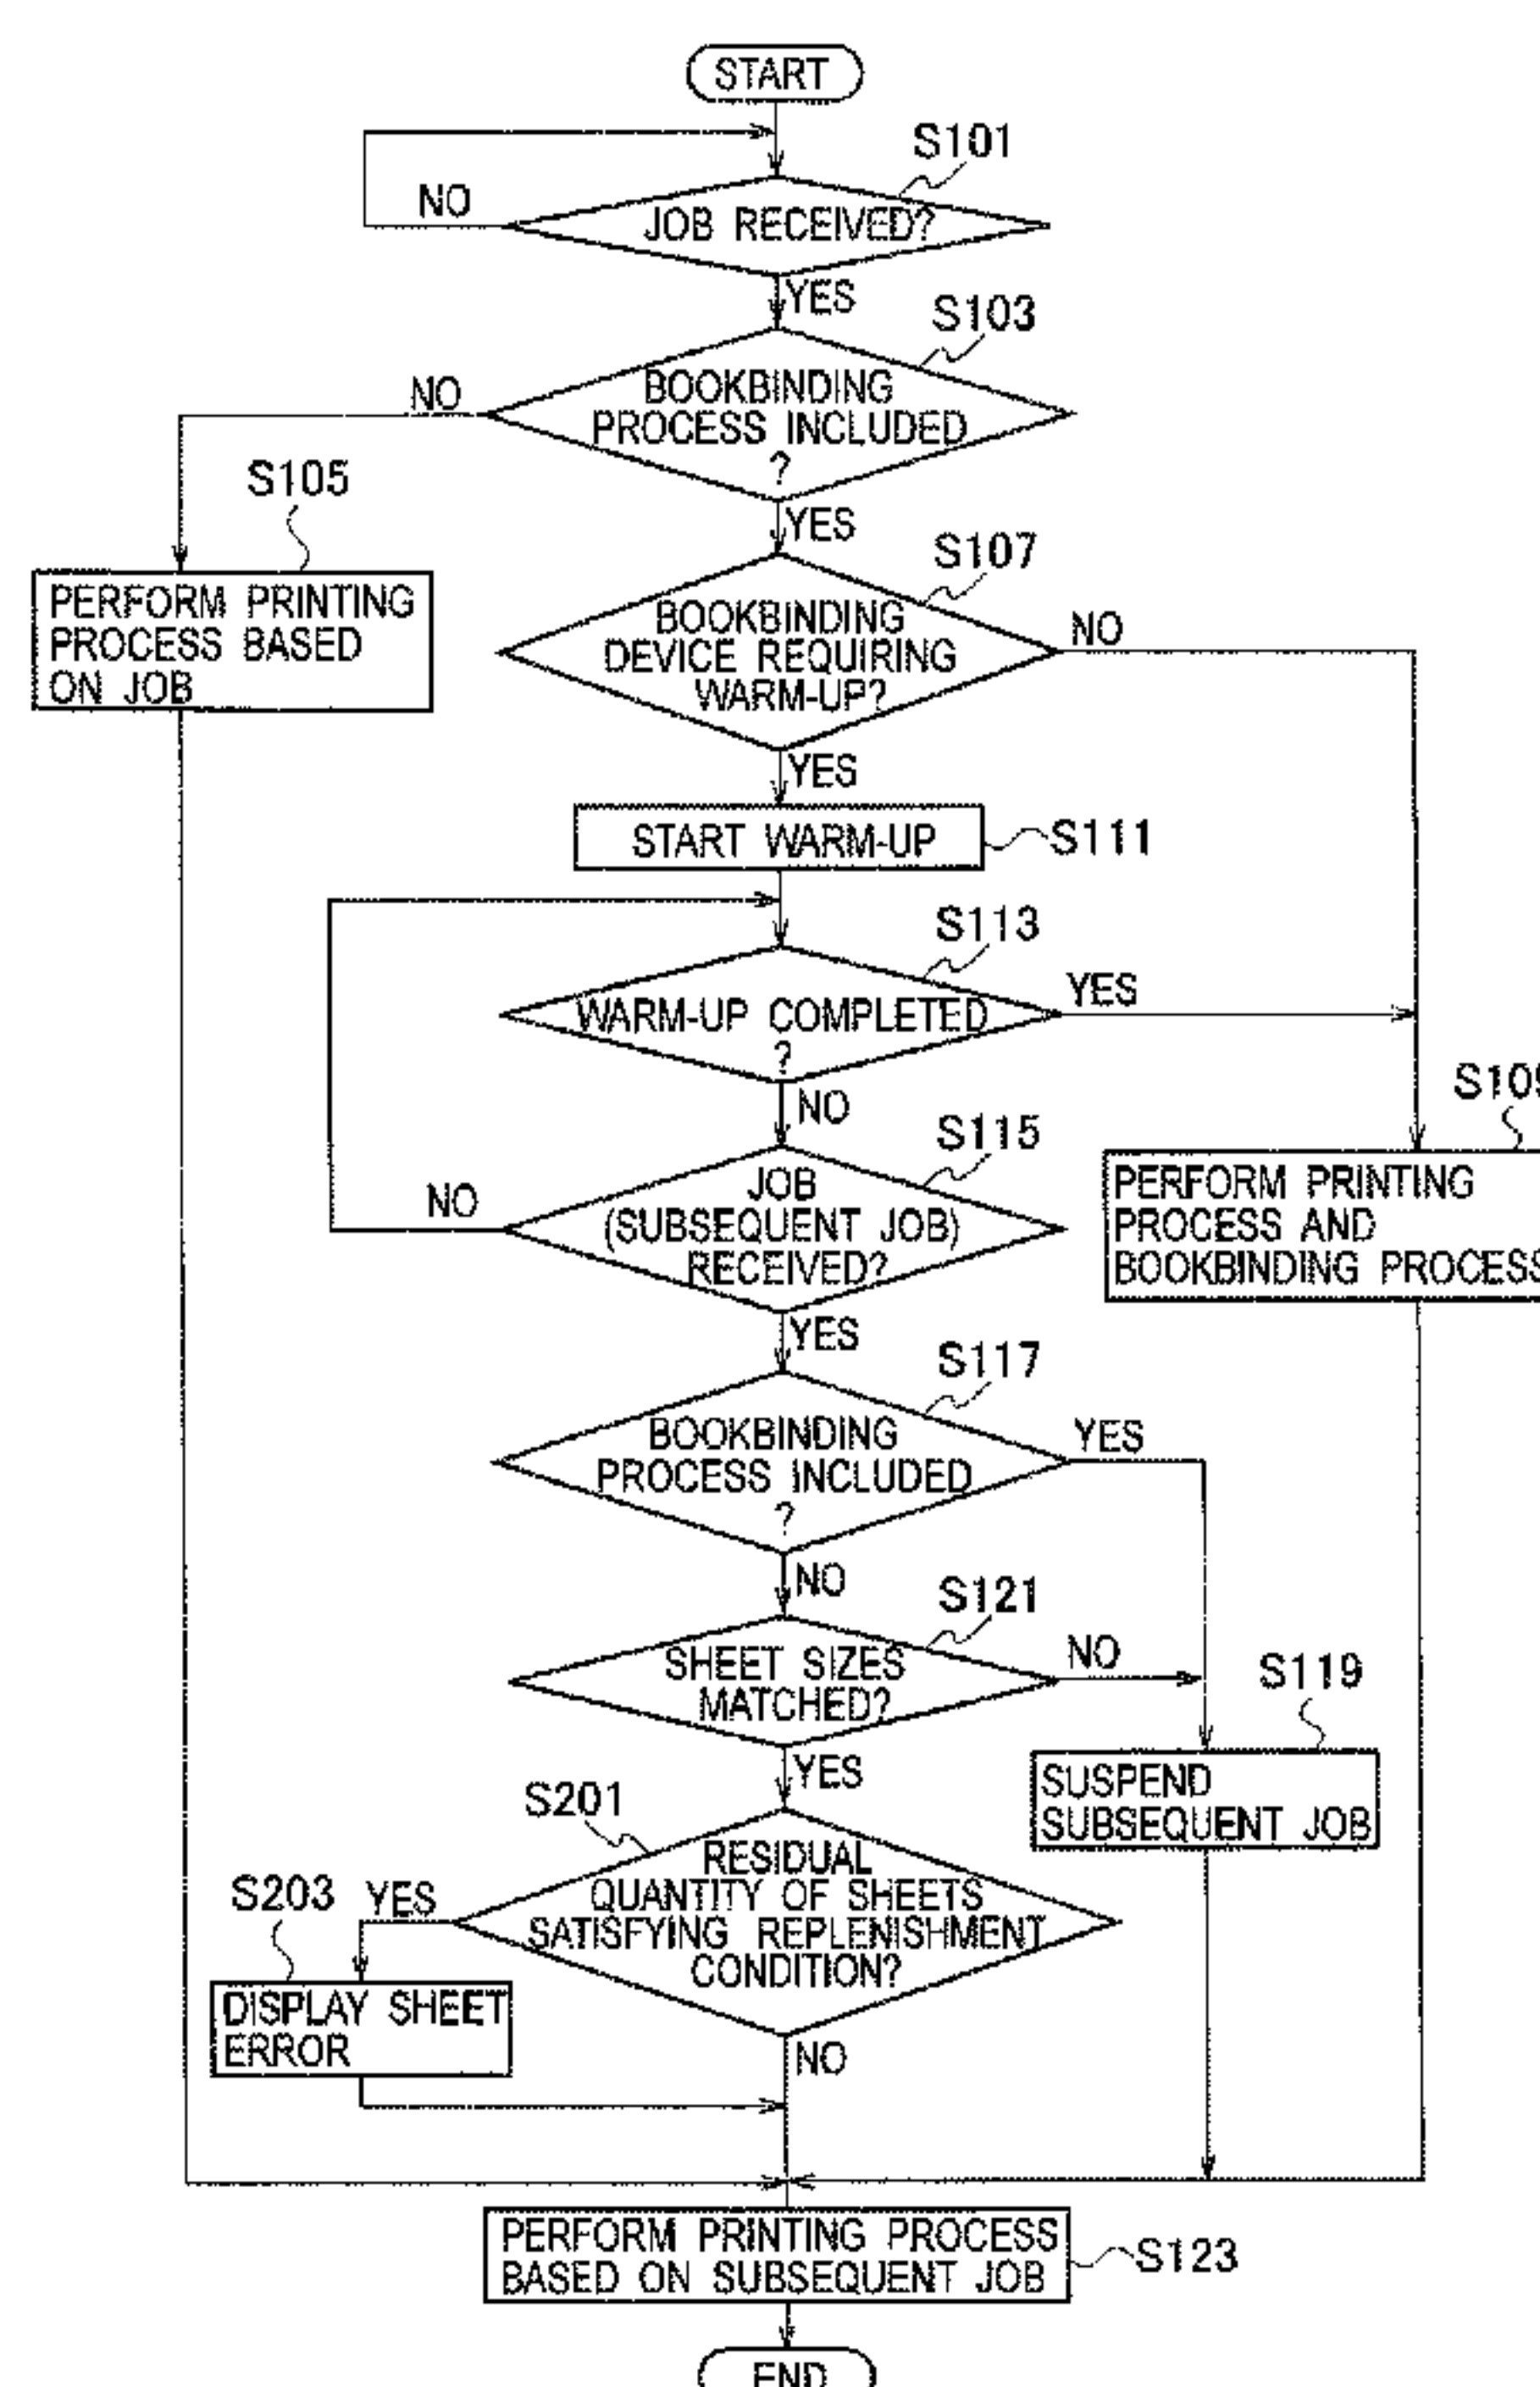 START
S101
NO
JOB RECEIVED?
YES
S103
NO
BOOKBINDING
PROCESS INCLUDED
?
S105
YES
S107
PERFORM PRINTING
PROCESS BASED
ON JOB
BOOKBINDING
DEVICE REQUIRING
WARM-UP?
NO
YES
START WARM-UP
S111
S113
WARM-UP COMPLETED
?
YES
NO
S109
S115
JOB
(SUBSEQUENT JOB)
RECEIVED?
NO
PERFORM PRINTING
PROCESS AND
BOOKBINDING PROCESS
YES
S117
BOOKBINDING
PROCESS INCLUDED
?
YES
NO
S121
SHEET SIZES
MATCHED?
NO
S119
YES
SUSPEND
SUBSEQUENT JOB
S201
RESIDUAL
QUANTITY OF SHEETS
SATISFYING REPLENISHMENT
CONDITION?
S203
YES
DISPLAY SHEET
ERROR
NO
PERFORM PRINTING PROCESS
BASED ON SUBSEQUENT JOB
S123
END